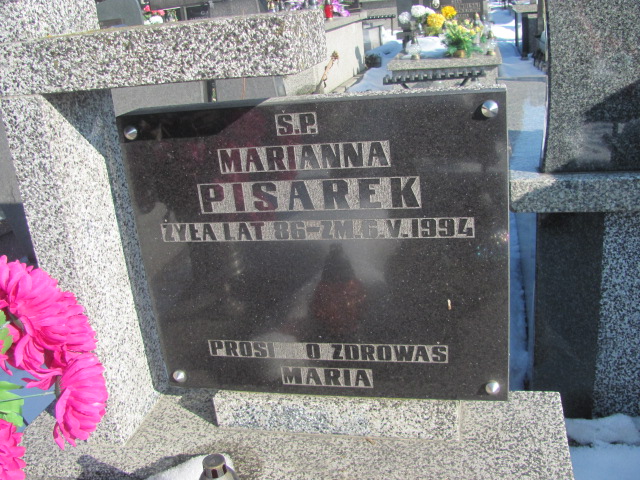 Ś.P.
MARIANNA
PISAREK
ŻYŁA LAT 86-ZM.6.V.1994
PROSI O ZDROWAŚ
MARIA